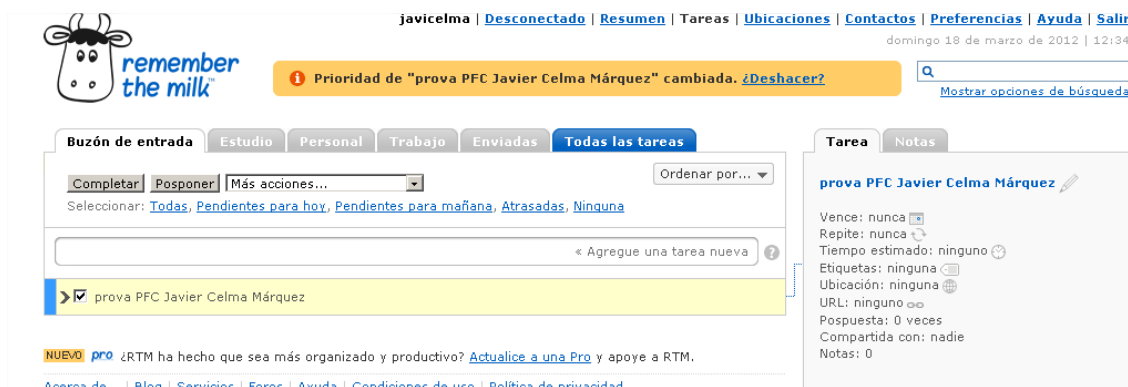 javicelma | Desconectado | Resumen | Tareas | Ubicaciones | Contactos | Preferencias | Ayuda | Salir
domingo 18 de marzo de 2012 | 12:34
remember
the milk
Prioridad de "prova PFC Javier Celma Márquez" cambiada. ¿Deshacer?
Mostrar opciones de búsqueda
Buzón de entrada Estudio Personal Trabajo Enviadas Todas las tareas
Completar Posponer Más acciones... Ordenar por...
Seleccionar: Todas, Pendientes para hoy, Pendientes para mañana, Atrasadas, Ninguna
« Agregue una tarea nueva
prova PFC Javier Celma Márquez
NUEVO pro ¿RTM ha hecho que sea más organizado y productivo? Actualice a una Pro y apoye a RTM.
Acerca de... | Blog | Servicios | Foros | Ayuda | Condiciones de uso | Política de privacidad
Tarea Notas
prova PFC Javier Celma Márquez
Vence: nunca
Repite: nunca
Tiempo estimado: ninguno
Etiquetas: ninguna
Ubicación: ninguna
URL: ninguno
Pospuesta: 0 veces
Compartida con: nadie
Notas: 0